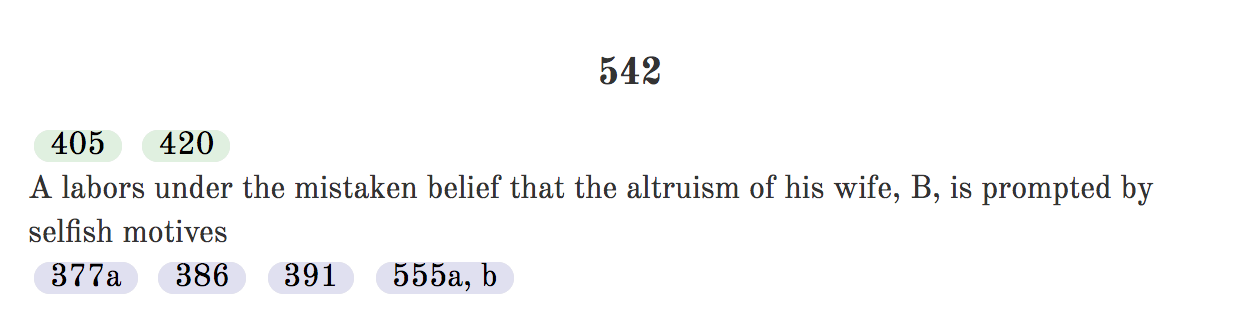 542
405 420
A labors under the mistaken belief that the altruism of his wife, B, is prompted by
selfish motives
377a 386 391 555a, b